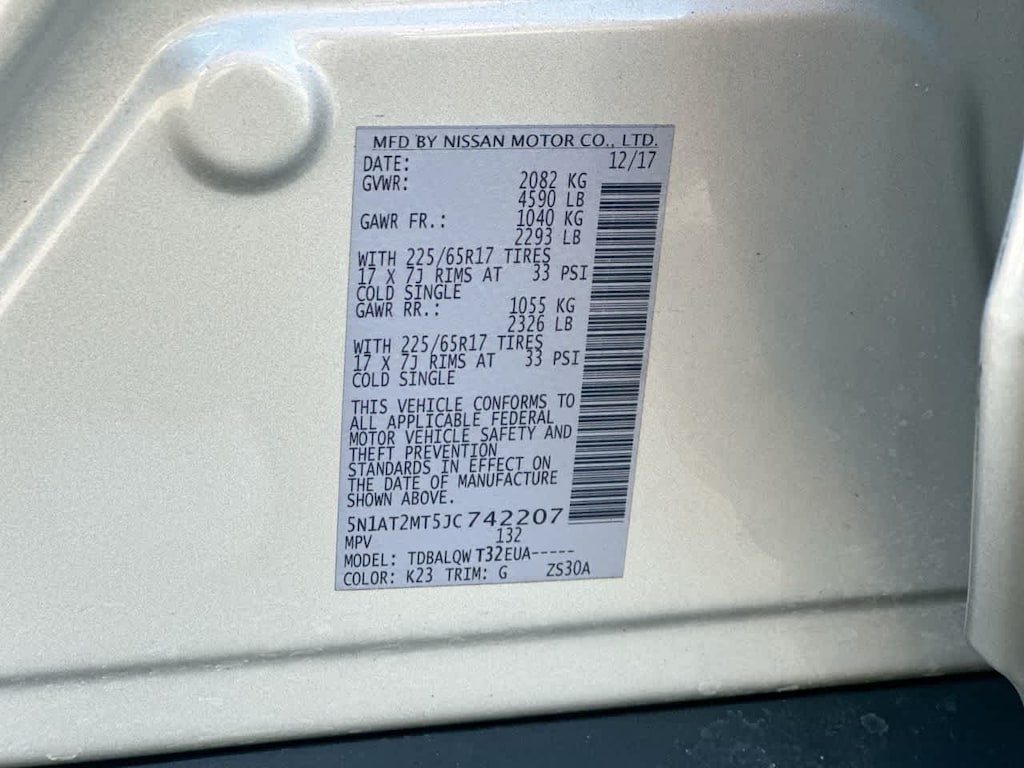 MFD BY NISSAN MOTOR CO., LTD.
DATE: 12/17
GVWR: 2082 KG
4590 LB
GAWR FR.: 1040 KG
2293 LB
WITH 225/65R17 TIRES
17 X 7J RIMS AT 33 PSI
COLD SINGLE
GAWR RR.: 1055 KG
2326 LB
WITH 225/65R17 TIRES
17 X 7J RIMS AT 33 PSI
COLD SINGLE
THIS VEHICLE CONFORMS TO
ALL APPLICABLE FEDERAL
MOTOR VEHICLE SAFETY AND
THEFT PREVENTION
STANDARDS IN EFFECT ON
THE DATE OF MANUFACTURE
SHOWN ABOVE.
5N1AT2MT5JC742207
MPV 132
MODEL: TDBALQW T32EUA-----
COLOR: K23 TRIM: G ZS30A